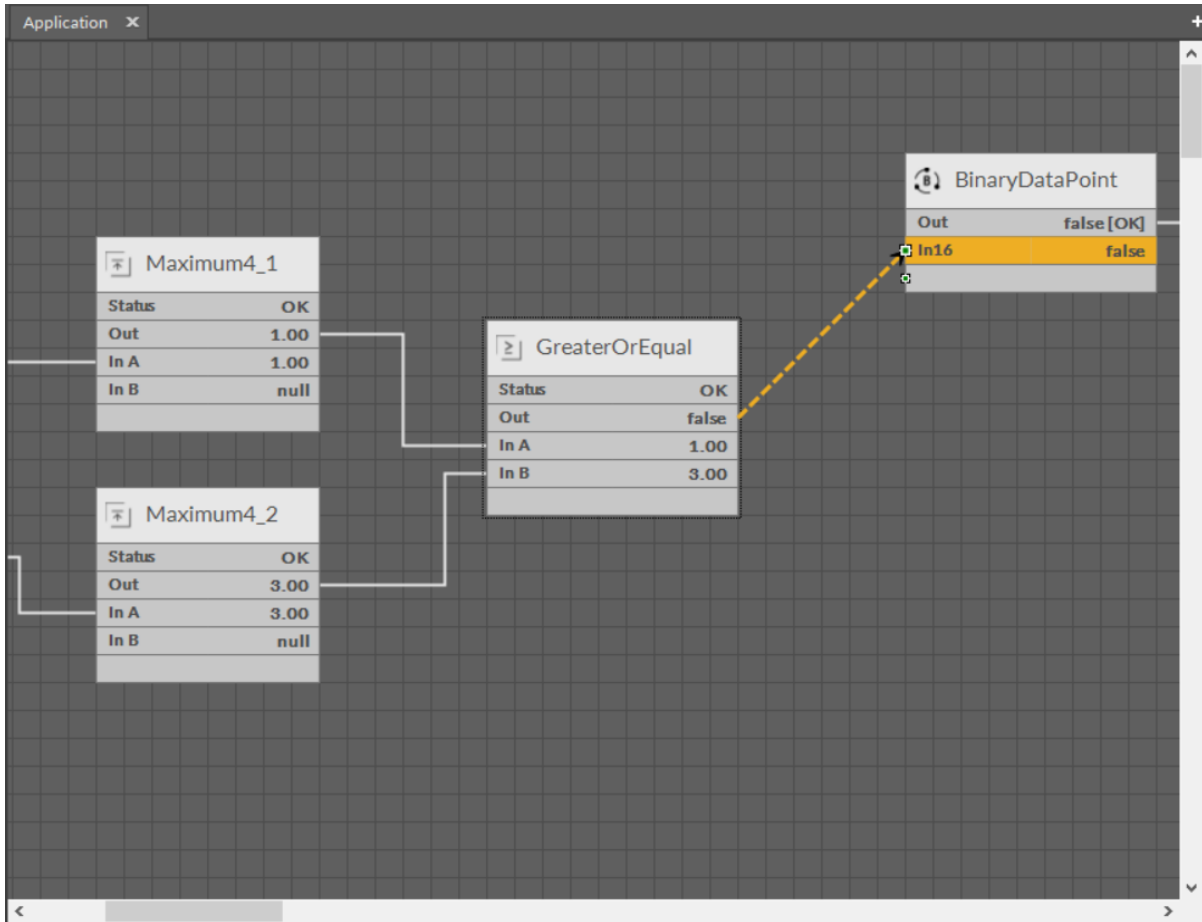 Application
BinaryDataPoint
Out false [OK]
In16 false
Maximum4_1
Status OK
Out 1.00
In A 1.00
In B null
GreaterOrEqual
Status OK
Out false
In A 1.00
In B 3.00
Maximum4_2
Status OK
Out 3.00
In A 3.00
In B null